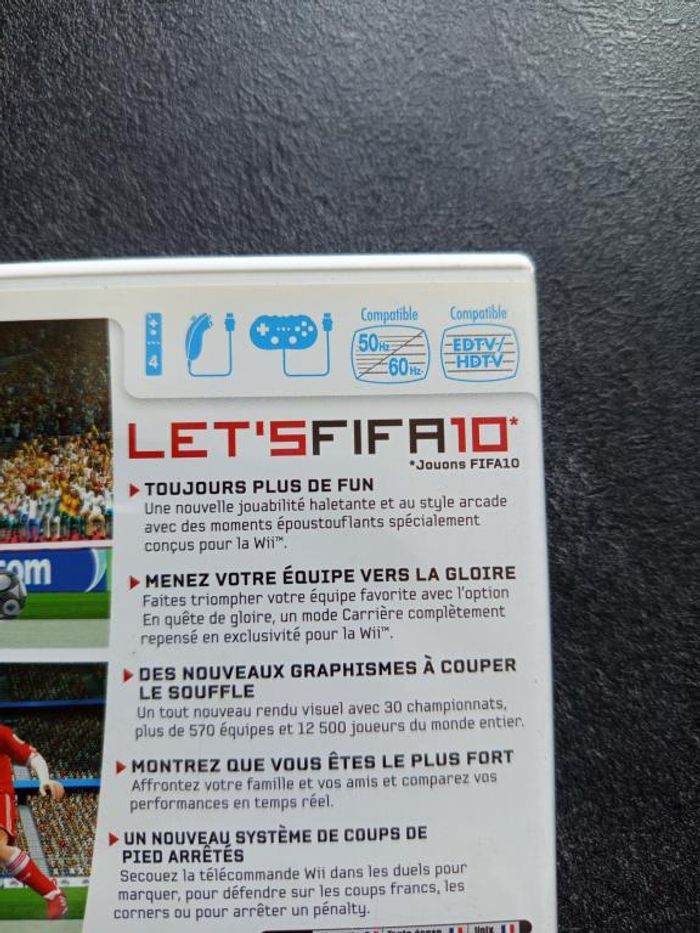 Compatible
Compatible
4
50Hz
60Hz
EDTV/
HDTV
LET'S FIFA10*
*Jouons FIFA10
TOUJOURS PLUS DE FUN
Une nouvelle jouabilité haletante et au style arcade
avec des moments époustouflants spécialement
conçus pour la Wii™.
com
MENEZ VOTRE ÉQUIPE VERS LA GLOIRE
Faites triompher votre équipe favorite avec l'option
En quête de gloire, un mode Carrière complètement
repensé en exclusivité pour la Wii™.
DES NOUVEAUX GRAPHISMES À COUPER
LE SOUFFLE
Un tout nouveau rendu visuel avec 30 championnats,
plus de 570 équipes et 12 500 joueurs du monde entier.
MONTREZ QUE VOUS ÊTES LE PLUS FORT
Affrontez votre famille et vos amis et comparez vos
performances en temps réel.
UN NOUVEAU SYSTÈME DE COUPS DE
PIED ARRÊTÉS
Secouez la télécommande Wii dans les duels pour
marquer, pour défendre sur les coups francs, les
corners ou pour arrêter un pénalty.